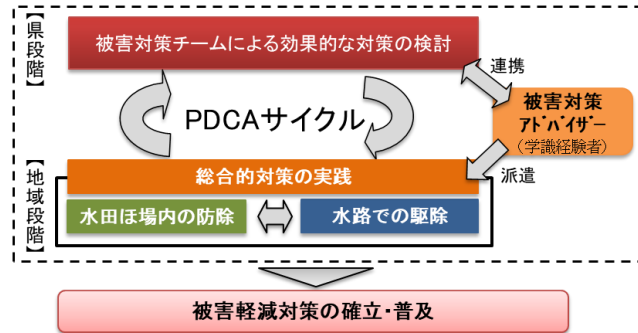 【県段階】
被害対策チームによる効果的な対策の検討
連携
PDCAサイクル
被害対策
アドバイザー
(学識経験者)
派遣
【地域段階】
総合的対策の実践
水田ほ場内の防除
水路での駆除
被害軽減対策の確立・普及